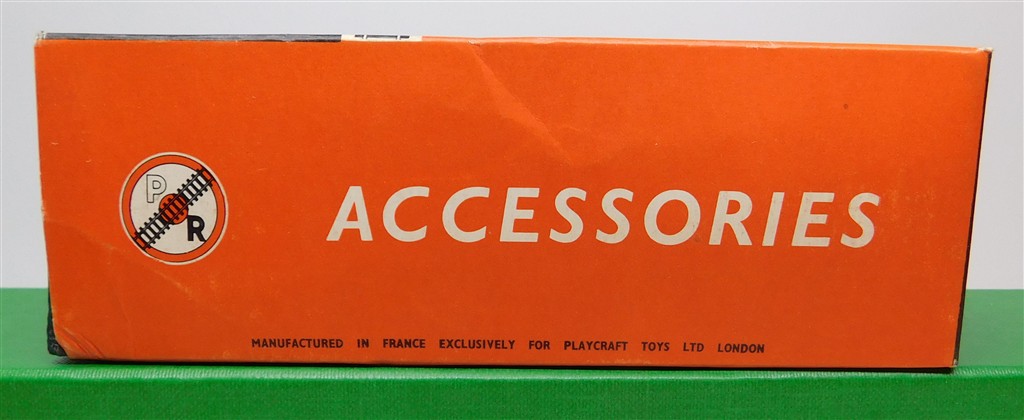 P
R
ACCESSORIES
MANUFACTURED IN FRANCE EXCLUSIVELY FOR PLAYCRAFT TOYS LTD LONDON